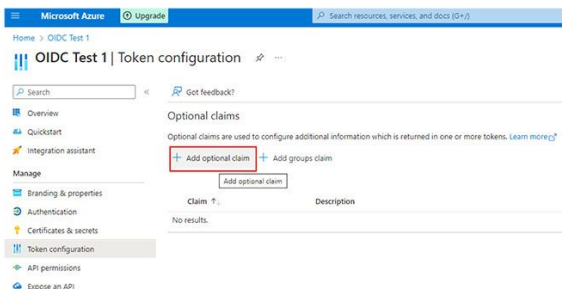 Microsoft Azure
Upgrade
Search resources, services, and docs (G+/)
Home > OIDC Test 1
OIDC Test 1 | Token configuration
Search
Got feedback?
Overview
Quickstart
Integration assistant
Manage
Branding & properties
Authentication
Certificates & secrets
Token configuration
API permissions
Expose an API
Optional claims
Optional claims are used to configure additional information which is returned in one or more tokens. Learn more
+ Add optional claim + Add groups claim
Add optional claim
Claim ↑↓ Description
No results.